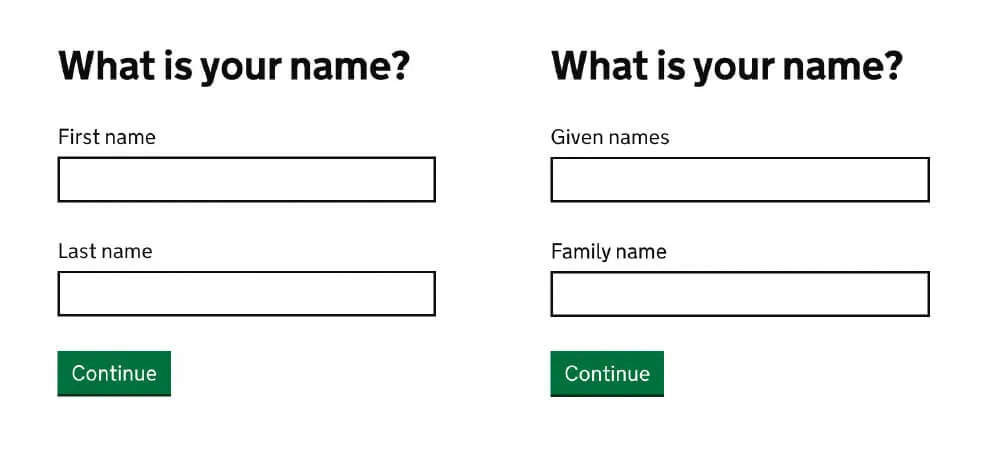 What is your name?
First name
Last name
Continue
What is your name?
Given names
Family name
Continue